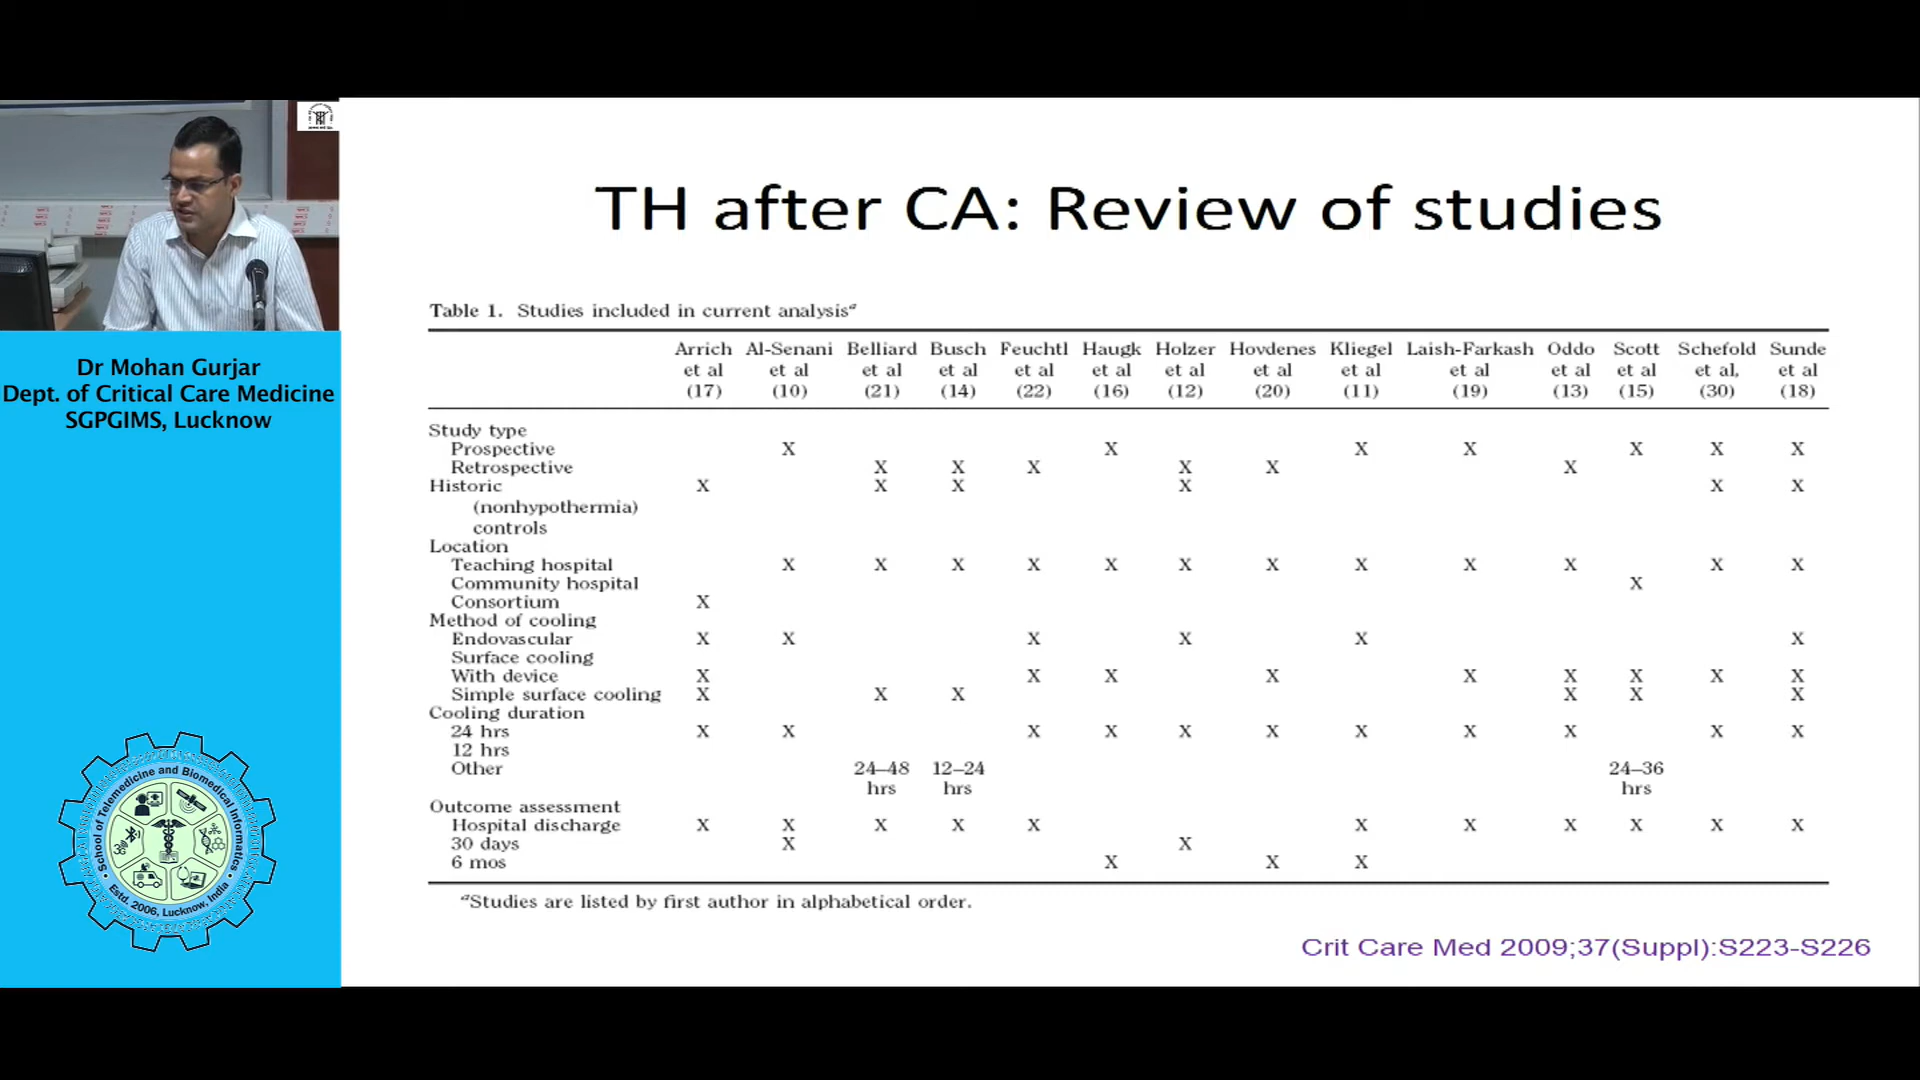 TH after CA: Review of studies
Dr Mohan Gurjar
Dept. of Critical Care Medicine
SGPGIMS, Lucknow
School of Telemedicine and Biomedical Informatics
Estd. 2006, Lucknow, India
Table 1. Studies included in current analysisᵃ
Arrich Al-Senani Belliard Busch Feuchtl Haugk Holzer Hovdenes Kliegel Laish-Farkash Oddo Scott Schefold Sunde
et al et al et al et al et al et al et al et al et al et al et al et al et al, et al
(17) (10) (21) (14) (22) (16) (12) (20) (11) (19) (13) (15) (30) (18)
Study type
Prospective X X X X X X X
Retrospective X X X X X X
Historic X X X X X X
(nonhypothermia)
controls
Location
Teaching hospital X X X X X X X X X X X X
Community hospital X
Consortium X
Method of cooling
Endovascular X X X X X X
Surface cooling
With device X X X X X X X X X
Simple surface cooling X X X X X X
Cooling duration
24 hrs X X X X X X X X X X X
12 hrs
Other 24–48 12–24 24–36
hrs hrs hrs
Outcome assessment
Hospital discharge X X X X X X X X X X X
30 days X X
6 mos X X X
ᵃStudies are listed by first author in alphabetical order.
Crit Care Med 2009;37(Suppl):S223-S226